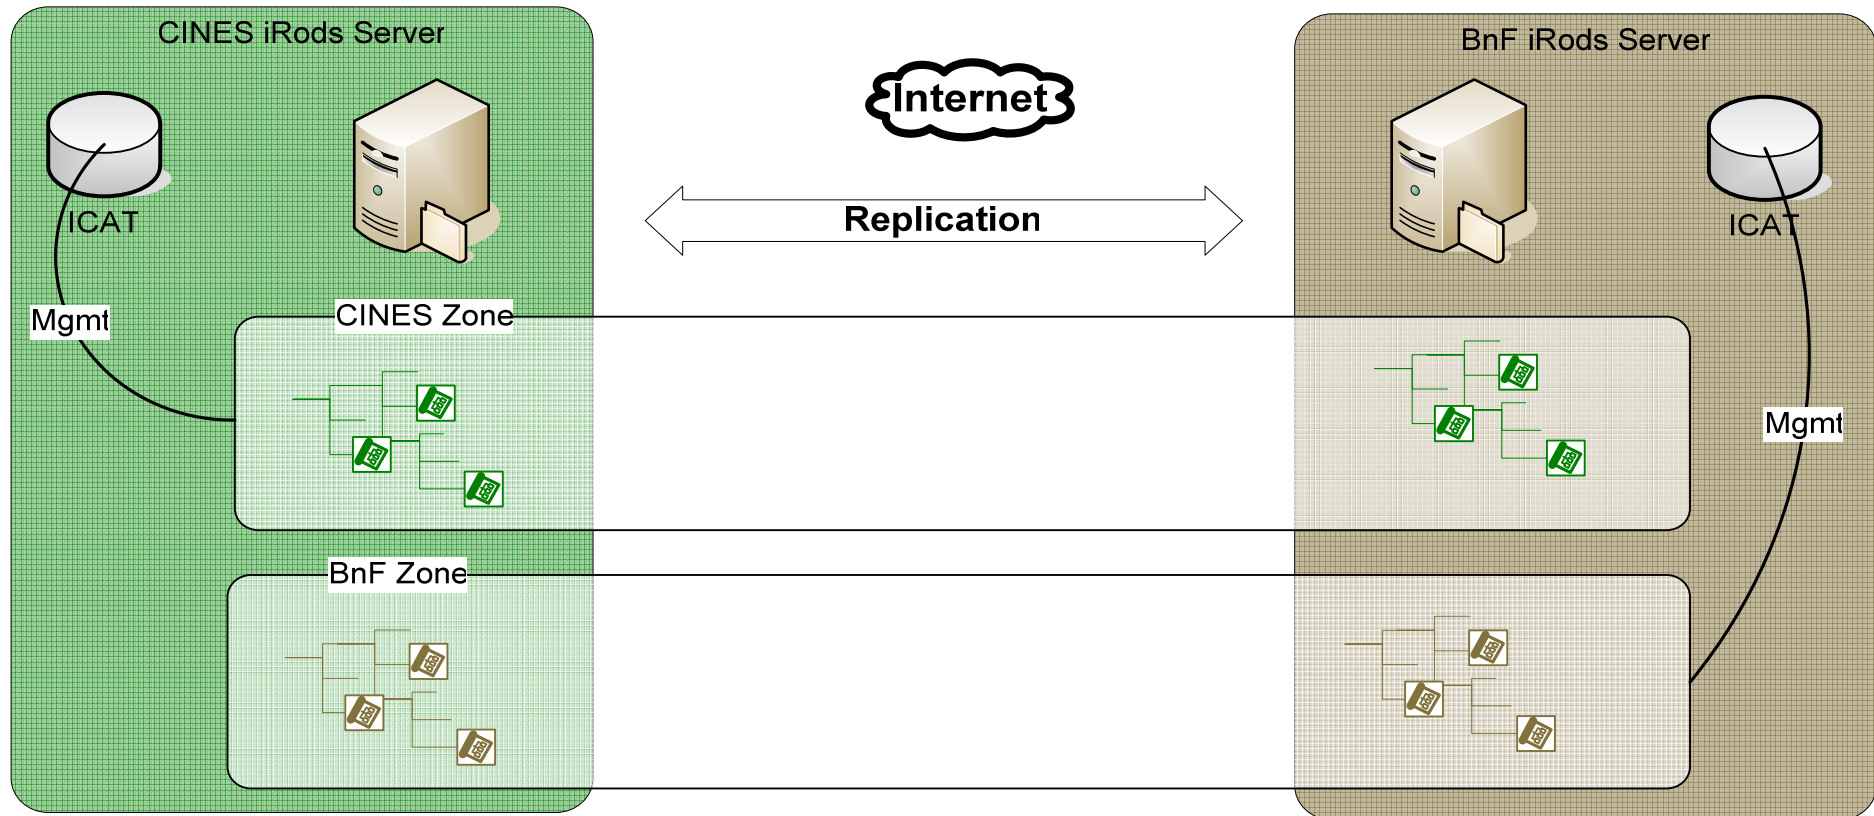 CINES iRods Server
BnF iRods Server
Internet
ICAT
Replication
ICAT
Mgmt
CINES Zone
Mgmt
BnF Zone